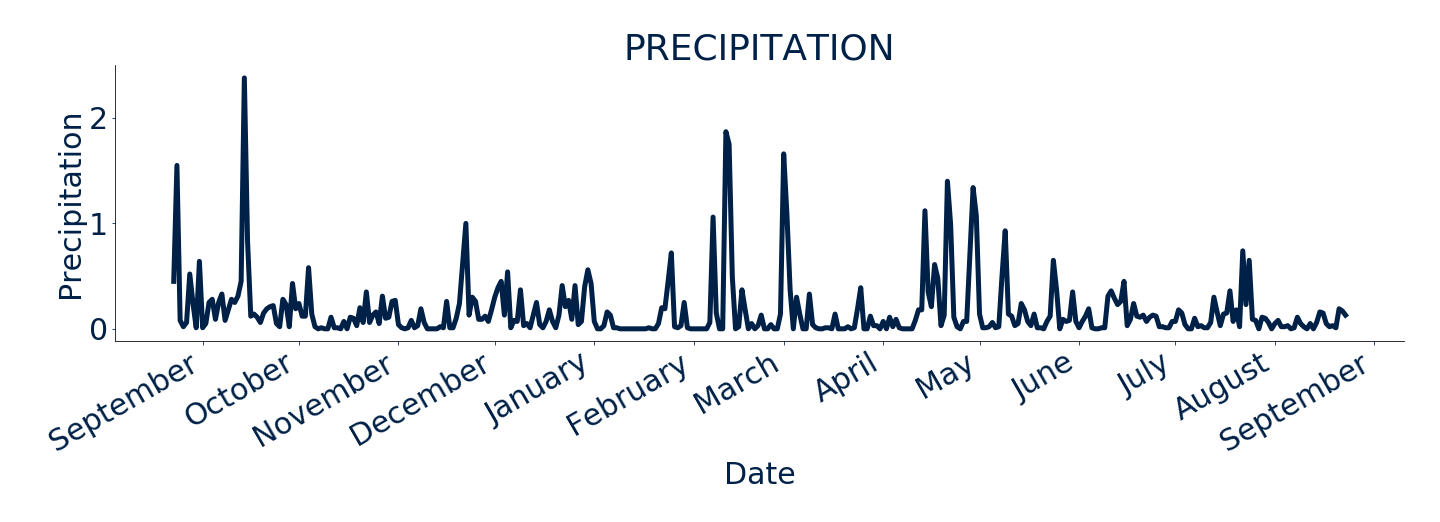 PRECIPITATION
Precipitation
2
1
0
September
October
November
December
January
February
March
April
May
June
July
August
September
Date